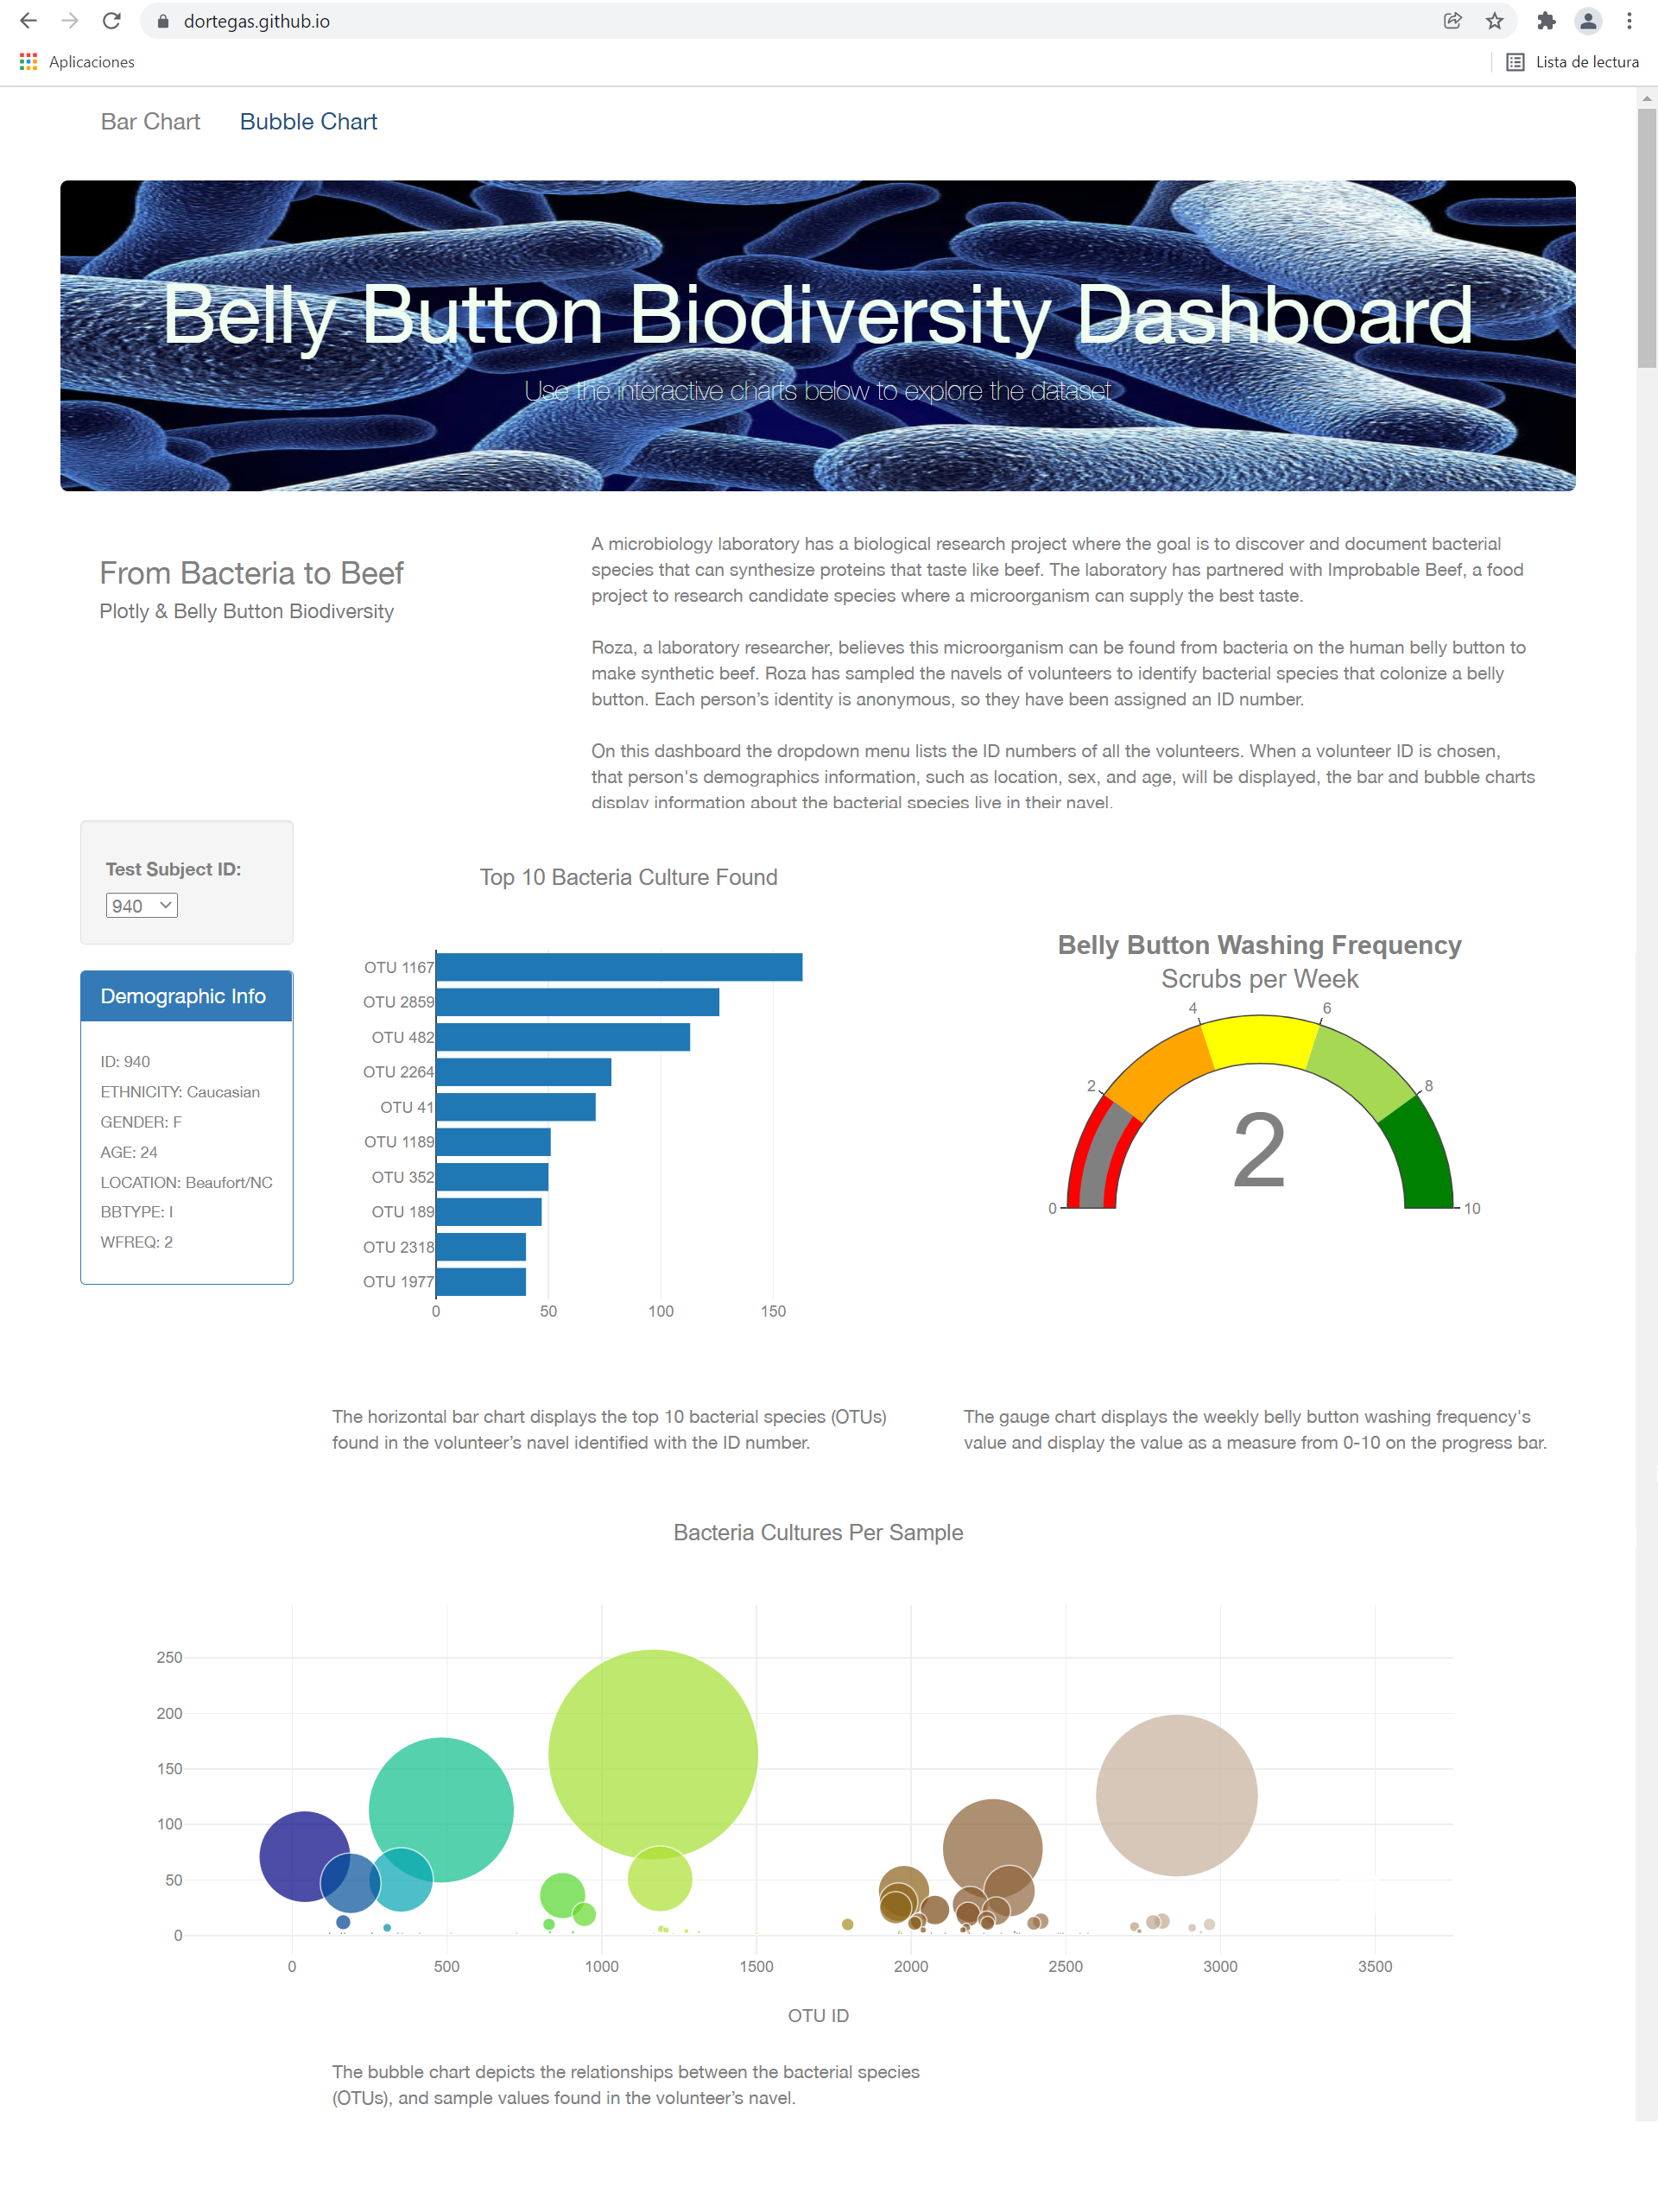 dortegas.github.io
Aplicaciones
Lista de lectura
Bar Chart
Bubble Chart
Belly Button Biodiversity Dashboard
Use the interactive charts below to explore the dataset
From Bacteria to Beef
Plotly & Belly Button Biodiversity
A microbiology laboratory has a biological research project where the goal is to discover and document bacterial
species that can synthesize proteins that taste like beef. The laboratory has partnered with Improbable Beef, a food
project to research candidate species where a microorganism can supply the best taste.
Roza, a laboratory researcher, believes this microorganism can be found from bacteria on the human belly button to
make synthetic beef. Roza has sampled the navels of volunteers to identify bacterial species that colonize a belly
button. Each person’s identity is anonymous, so they have been assigned an ID number.
On this dashboard the dropdown menu lists the ID numbers of all the volunteers. When a volunteer ID is chosen,
that person's demographics information, such as location, sex, and age, will be displayed, the bar and bubble charts
display information about the bacterial species live in their navel.
Test Subject ID:
940
Demographic Info
ID: 940
ETHNICITY: Caucasian
GENDER: F
AGE: 24
LOCATION: Beaufort/NC
BBTYPE: I
WFREQ: 2
Top 10 Bacteria Culture Found
OTU 1167
OTU 2859
OTU 482
OTU 2264
OTU 41
OTU 1189
OTU 352
OTU 189
OTU 2318
OTU 1977
0 50 100 150
Belly Button Washing Frequency
Scrubs per Week
4 6
2 8
2
0 10
The horizontal bar chart displays the top 10 bacterial species (OTUs)
found in the volunteer’s navel identified with the ID number.
The gauge chart displays the weekly belly button washing frequency's
value and display the value as a measure from 0-10 on the progress bar.
Bacteria Cultures Per Sample
250
200
150
100
50
0
0 500 1000 1500 2000 2500 3000 3500
OTU ID
The bubble chart depicts the relationships between the bacterial species
(OTUs), and sample values found in the volunteer’s navel.